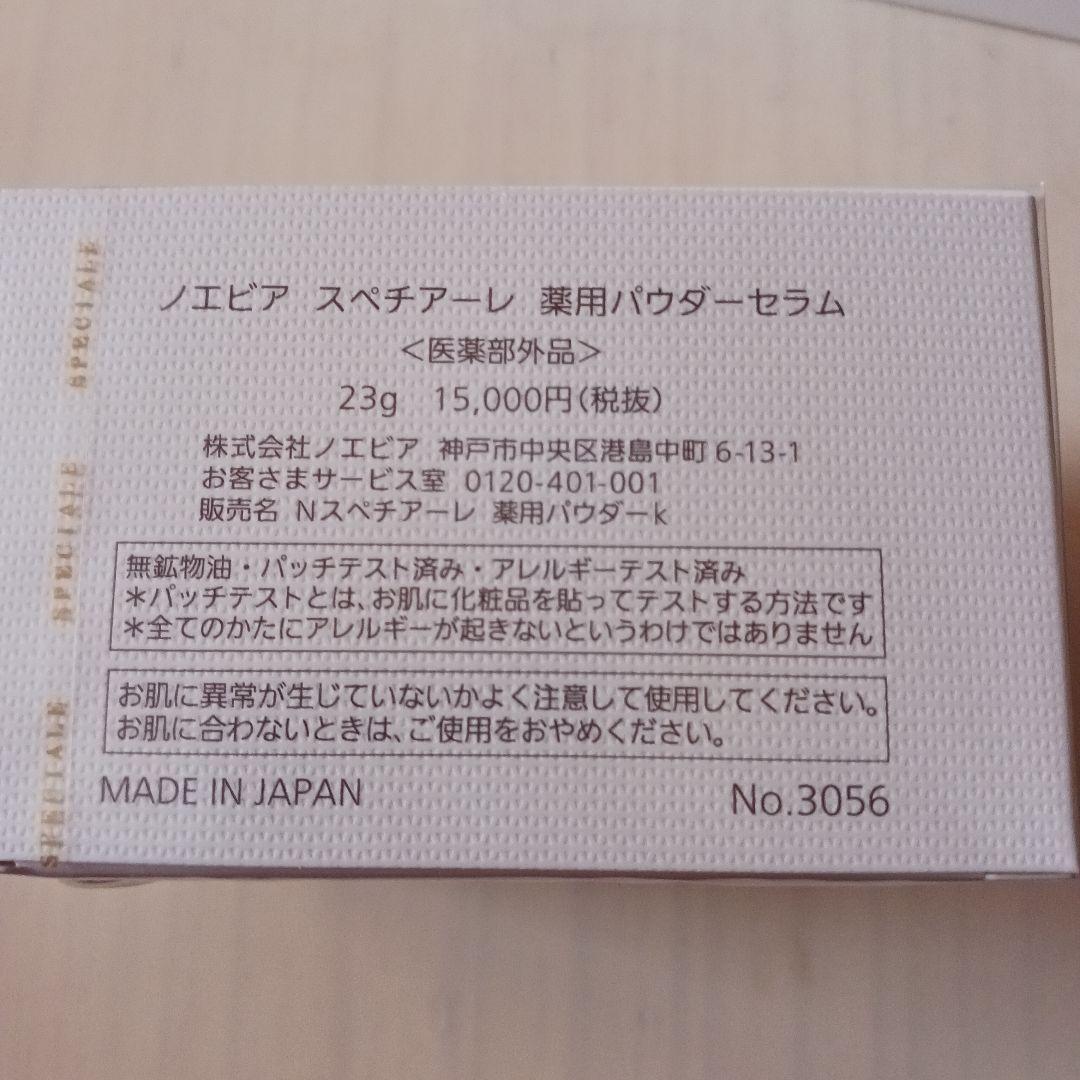 ノエビア スペチアーレ 薬用パウダーセラム
＜医薬部外品＞
23g 15,000円(税抜)
株式会社ノエビア 神戸市中央区港島中町 6-13-1
お客さまサービス室 0120-401-001
販売名 Nスペチアーレ 薬用パウダーk
無鉱物油・パッチテスト済み・アレルギーテスト済み
＊パッチテストとは、お肌に化粧品を貼ってテストする方法です
＊全てのかたにアレルギーが起きないというわけではありません
お肌に異常が生じていないかよく注意して使用してください。
お肌に合わないときは、ご使用をおやめください。
MADE IN JAPAN
No.3056
SPECIALE
SPECIALE
SPECIALE